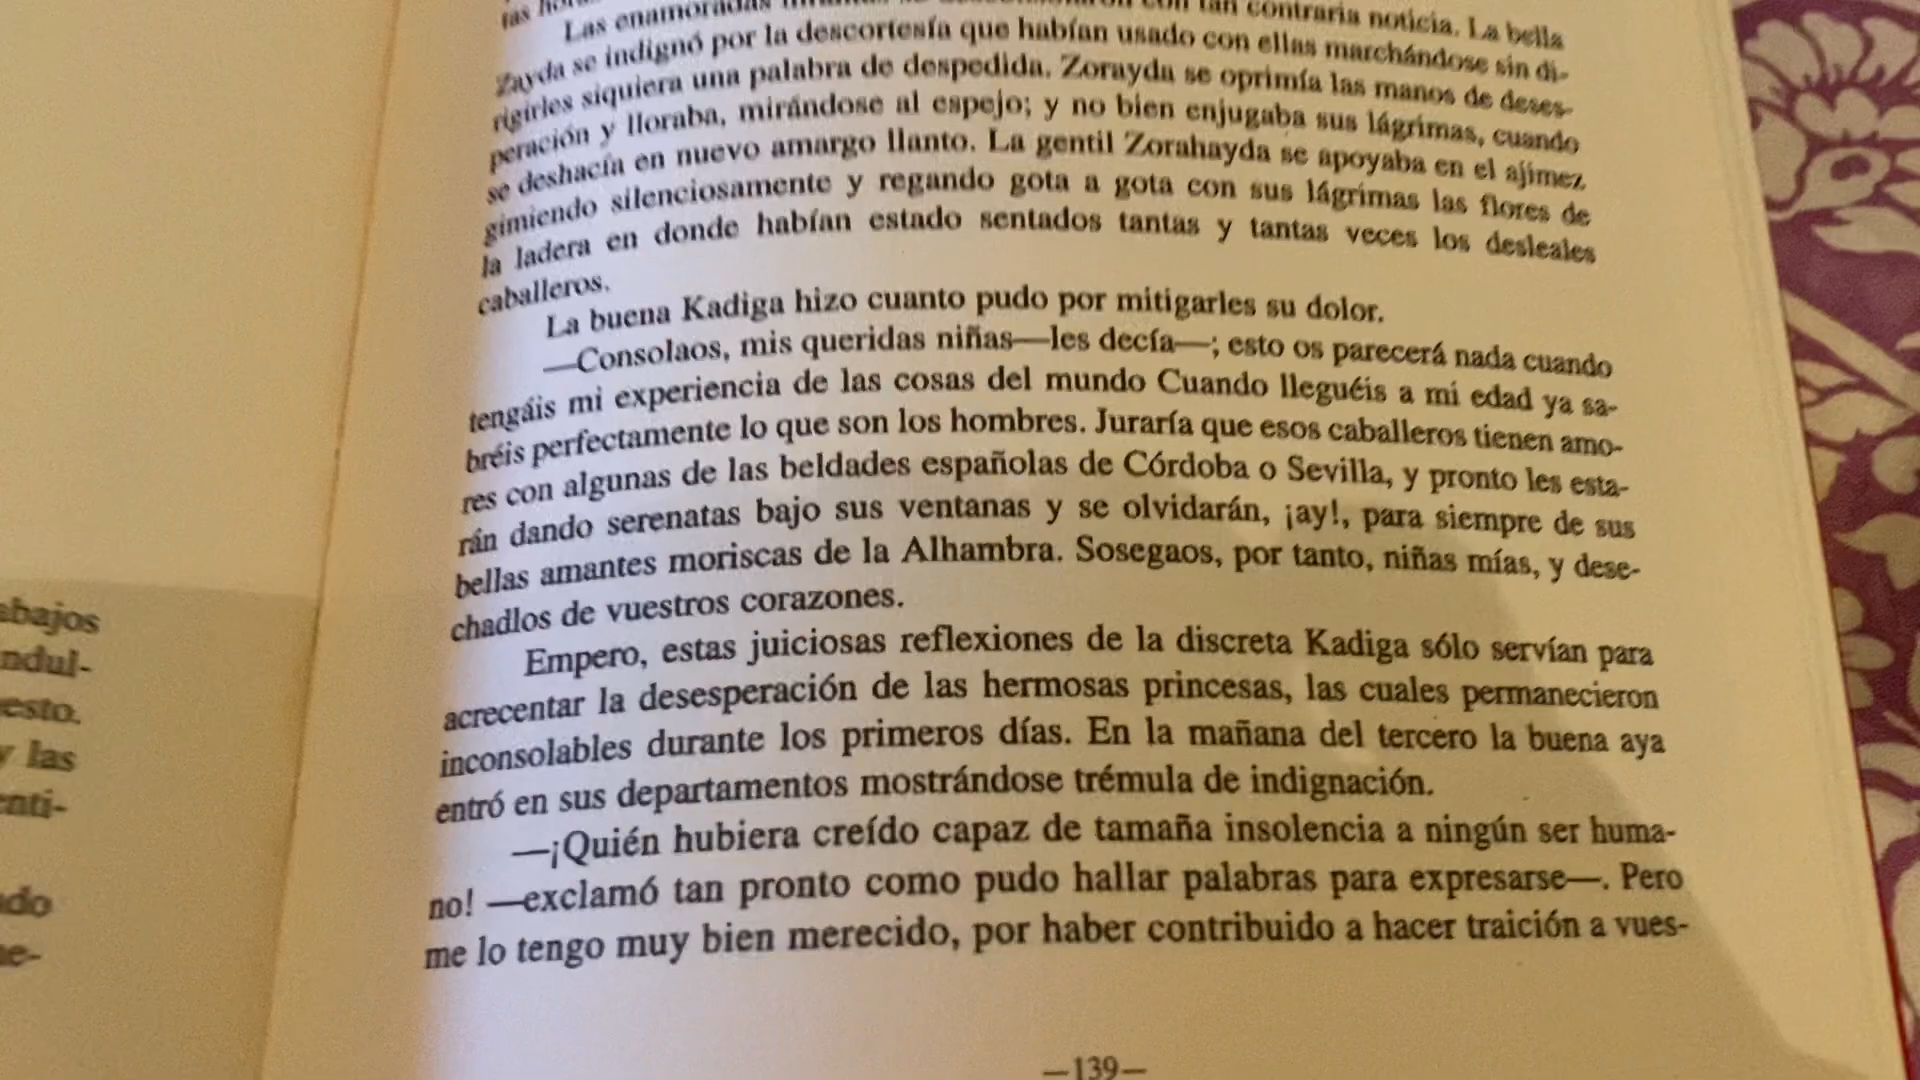 tas
Las enamoradas con tan contraria noticia. La bella
Zayda se indignó por la descortesía que habían usado con ellas marchándose sin di-
rigirles siquiera una palabra de despedida. Zorayda se oprimía las manos de deses-
peración y lloraba, mirándose al espejo; y no bien enjugaba sus lágrimas, cuando
se deshacía en nuevo amargo llanto. La gentil Zorahayda se apoyaba en el ajimez
gimiendo silenciosamente y regando gota a gota con sus lágrimas las flores de
la ladera en donde habían estado sentados tantas y tantas veces los desleales
caballeros.
La buena Kadiga hizo cuanto pudo por mitigarles su dolor.
—Consolaos, mis queridas niñas—les decía—; esto os parecerá nada cuando
tengáis mi experiencia de las cosas del mundo Cuando lleguéis a mi edad ya sa-
bréis perfectamente lo que son los hombres. Juraría que esos caballeros tienen amo-
res con algunas de las beldades españolas de Córdoba o Sevilla, y pronto les esta-
rán dando serenatas bajo sus ventanas y se olvidarán, ¡ay!, para siempre de sus
bellas amantes moriscas de la Alhambra. Sosegaos, por tanto, niñas mías, y dese-
chadlos de vuestros corazones.
Empero, estas juiciosas reflexiones de la discreta Kadiga sólo servían para
acrecentar la desesperación de las hermosas princesas, las cuales permanecieron
inconsolables durante los primeros días. En la mañana del tercero la buena aya
entró en sus departamentos mostrándose trémula de indignación.
—¡Quién hubiera creído capaz de tamaña insolencia a ningún ser huma-
no! —exclamó tan pronto como pudo hallar palabras para expresarse—. Pero
me lo tengo muy bien merecido, por haber contribuido a hacer traición a vues-
—139—
abajos
ndul-
esto.
y las
enti-
ado
ne-